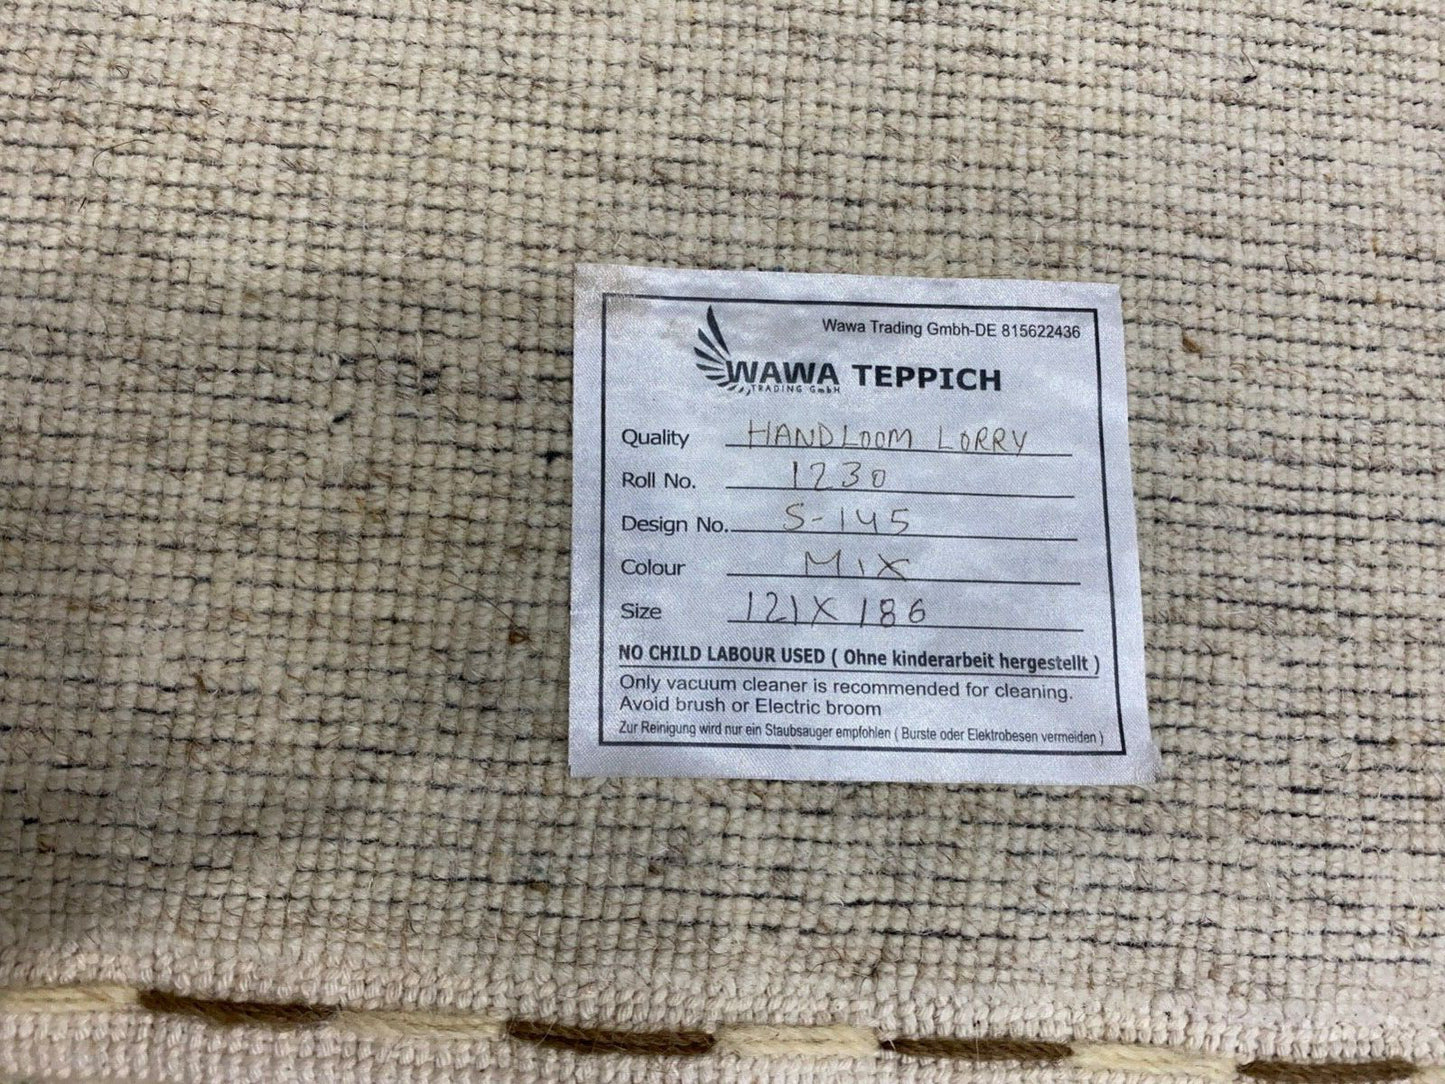 Wawa Trading Gmbh-DE 815622436
WAWA TEPPICH
TRADING GmbH
Quality HANDLOOM LORRY
Roll No. 1230
Design No. S-145
Colour MIX
Size 121X186
NO CHILD LABOUR USED ( Ohne kinderarbeit hergestellt )
Only vacuum cleaner is recommended for cleaning.
Avoid brush or Electric broom
Zur Reinigung wird nur ein Staubsauger empfohlen ( Burste oder Elektrobesen vermeiden )